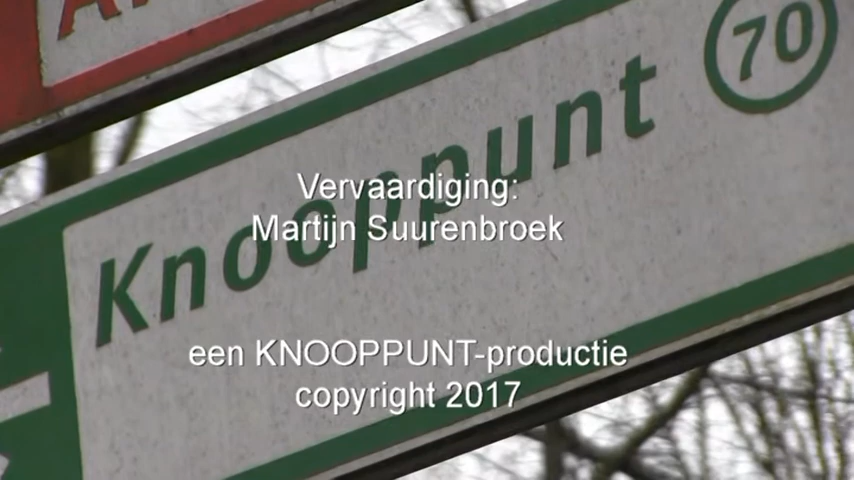 Knooppunt 70
Vervaardiging:
Martijn Suurenbroek
een KNOOPPUNT-productie
copyright 2017